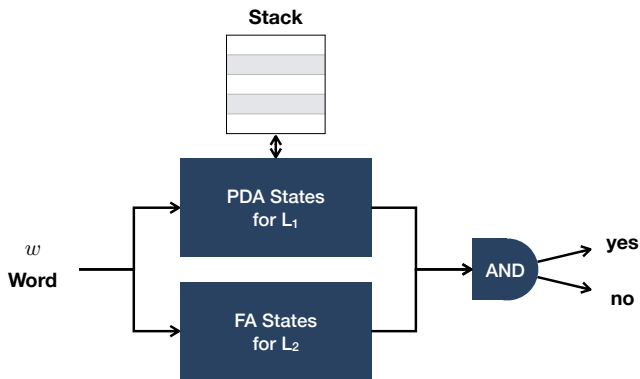 Stack
PDA States
for L₁
w
Word
AND
yes
no
FA States
for L₂